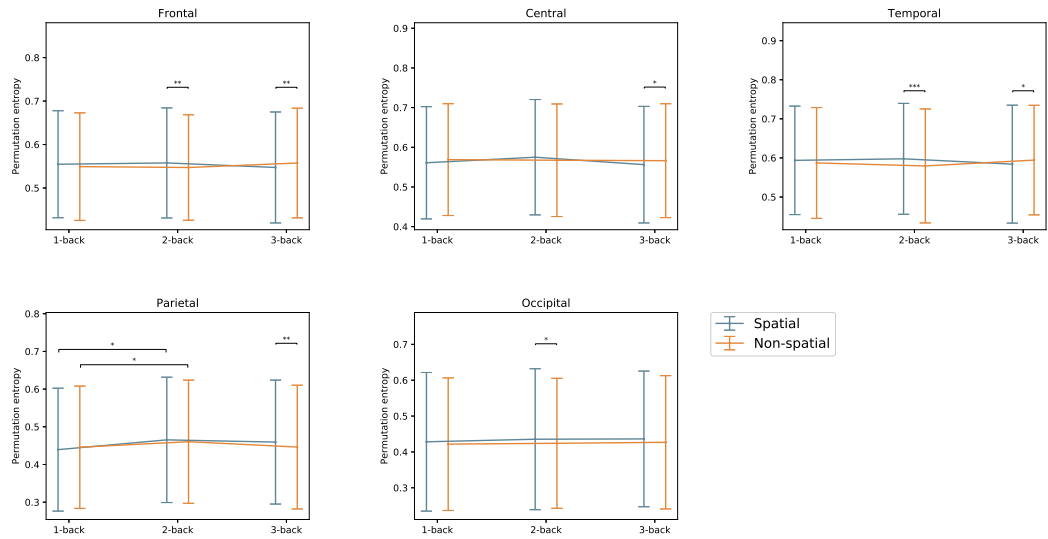 Frontal
Permutation entropy
0.8
0.7
0.6
0.5
**
**
1-back
2-back
3-back
Central
Permutation entropy
0.9
0.8
0.7
0.6
0.5
0.4
*
1-back
2-back
3-back
Temporal
Permutation entropy
0.9
0.8
0.7
0.6
0.5
***
*
1-back
2-back
3-back
Parietal
Permutation entropy
0.8
0.7
0.6
0.5
0.4
0.3
*
*
**
1-back
2-back
3-back
Occipital
Permutation entropy
0.7
0.6
0.5
0.4
0.3
*
1-back
2-back
3-back
Spatial
Non-spatial